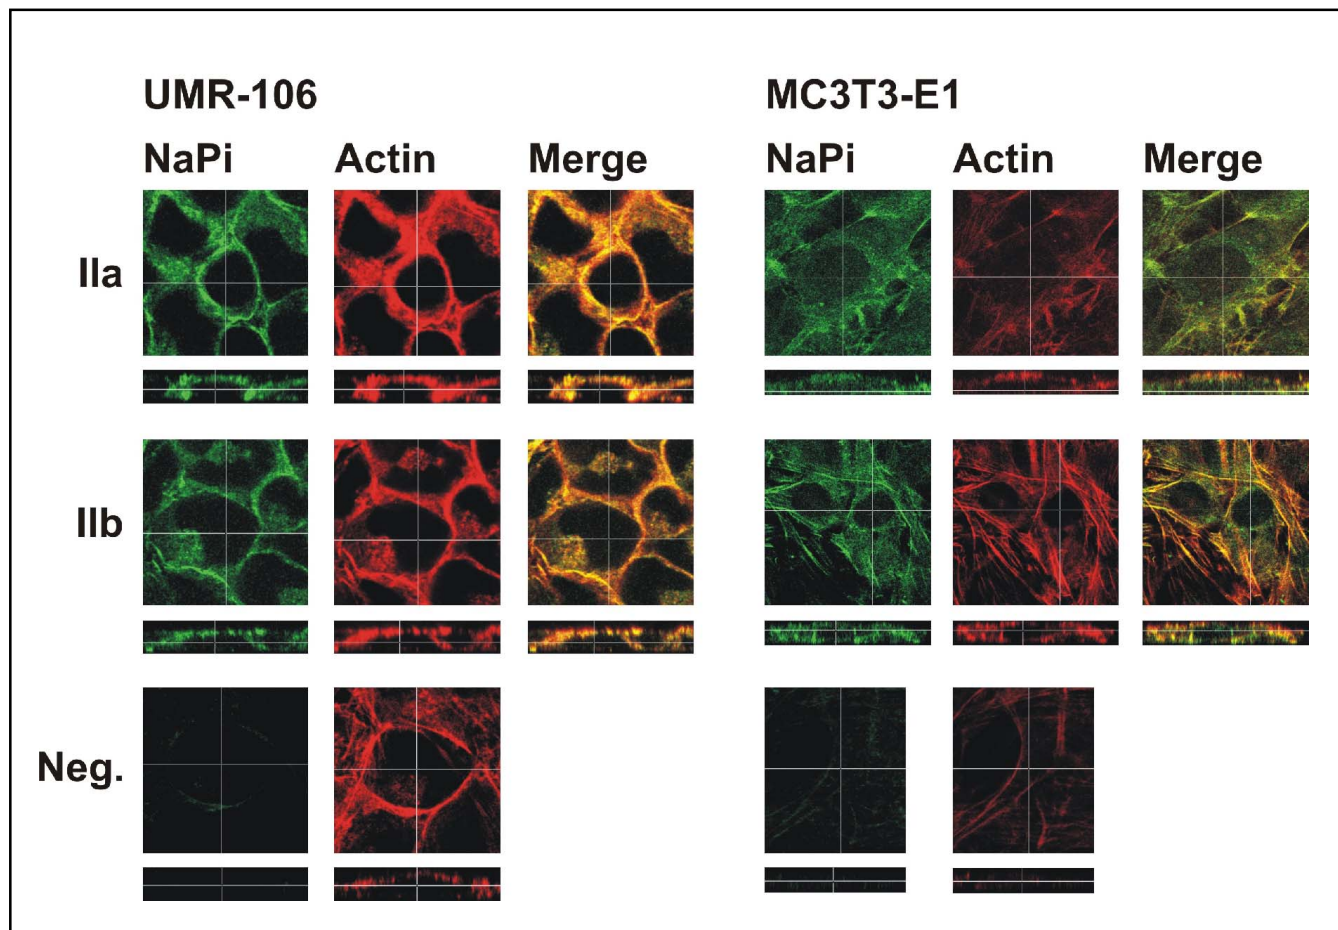 UMR-106 MC3T3-E1
NaPi Actin Merge NaPi Actin Merge
IIa
IIb
Neg.